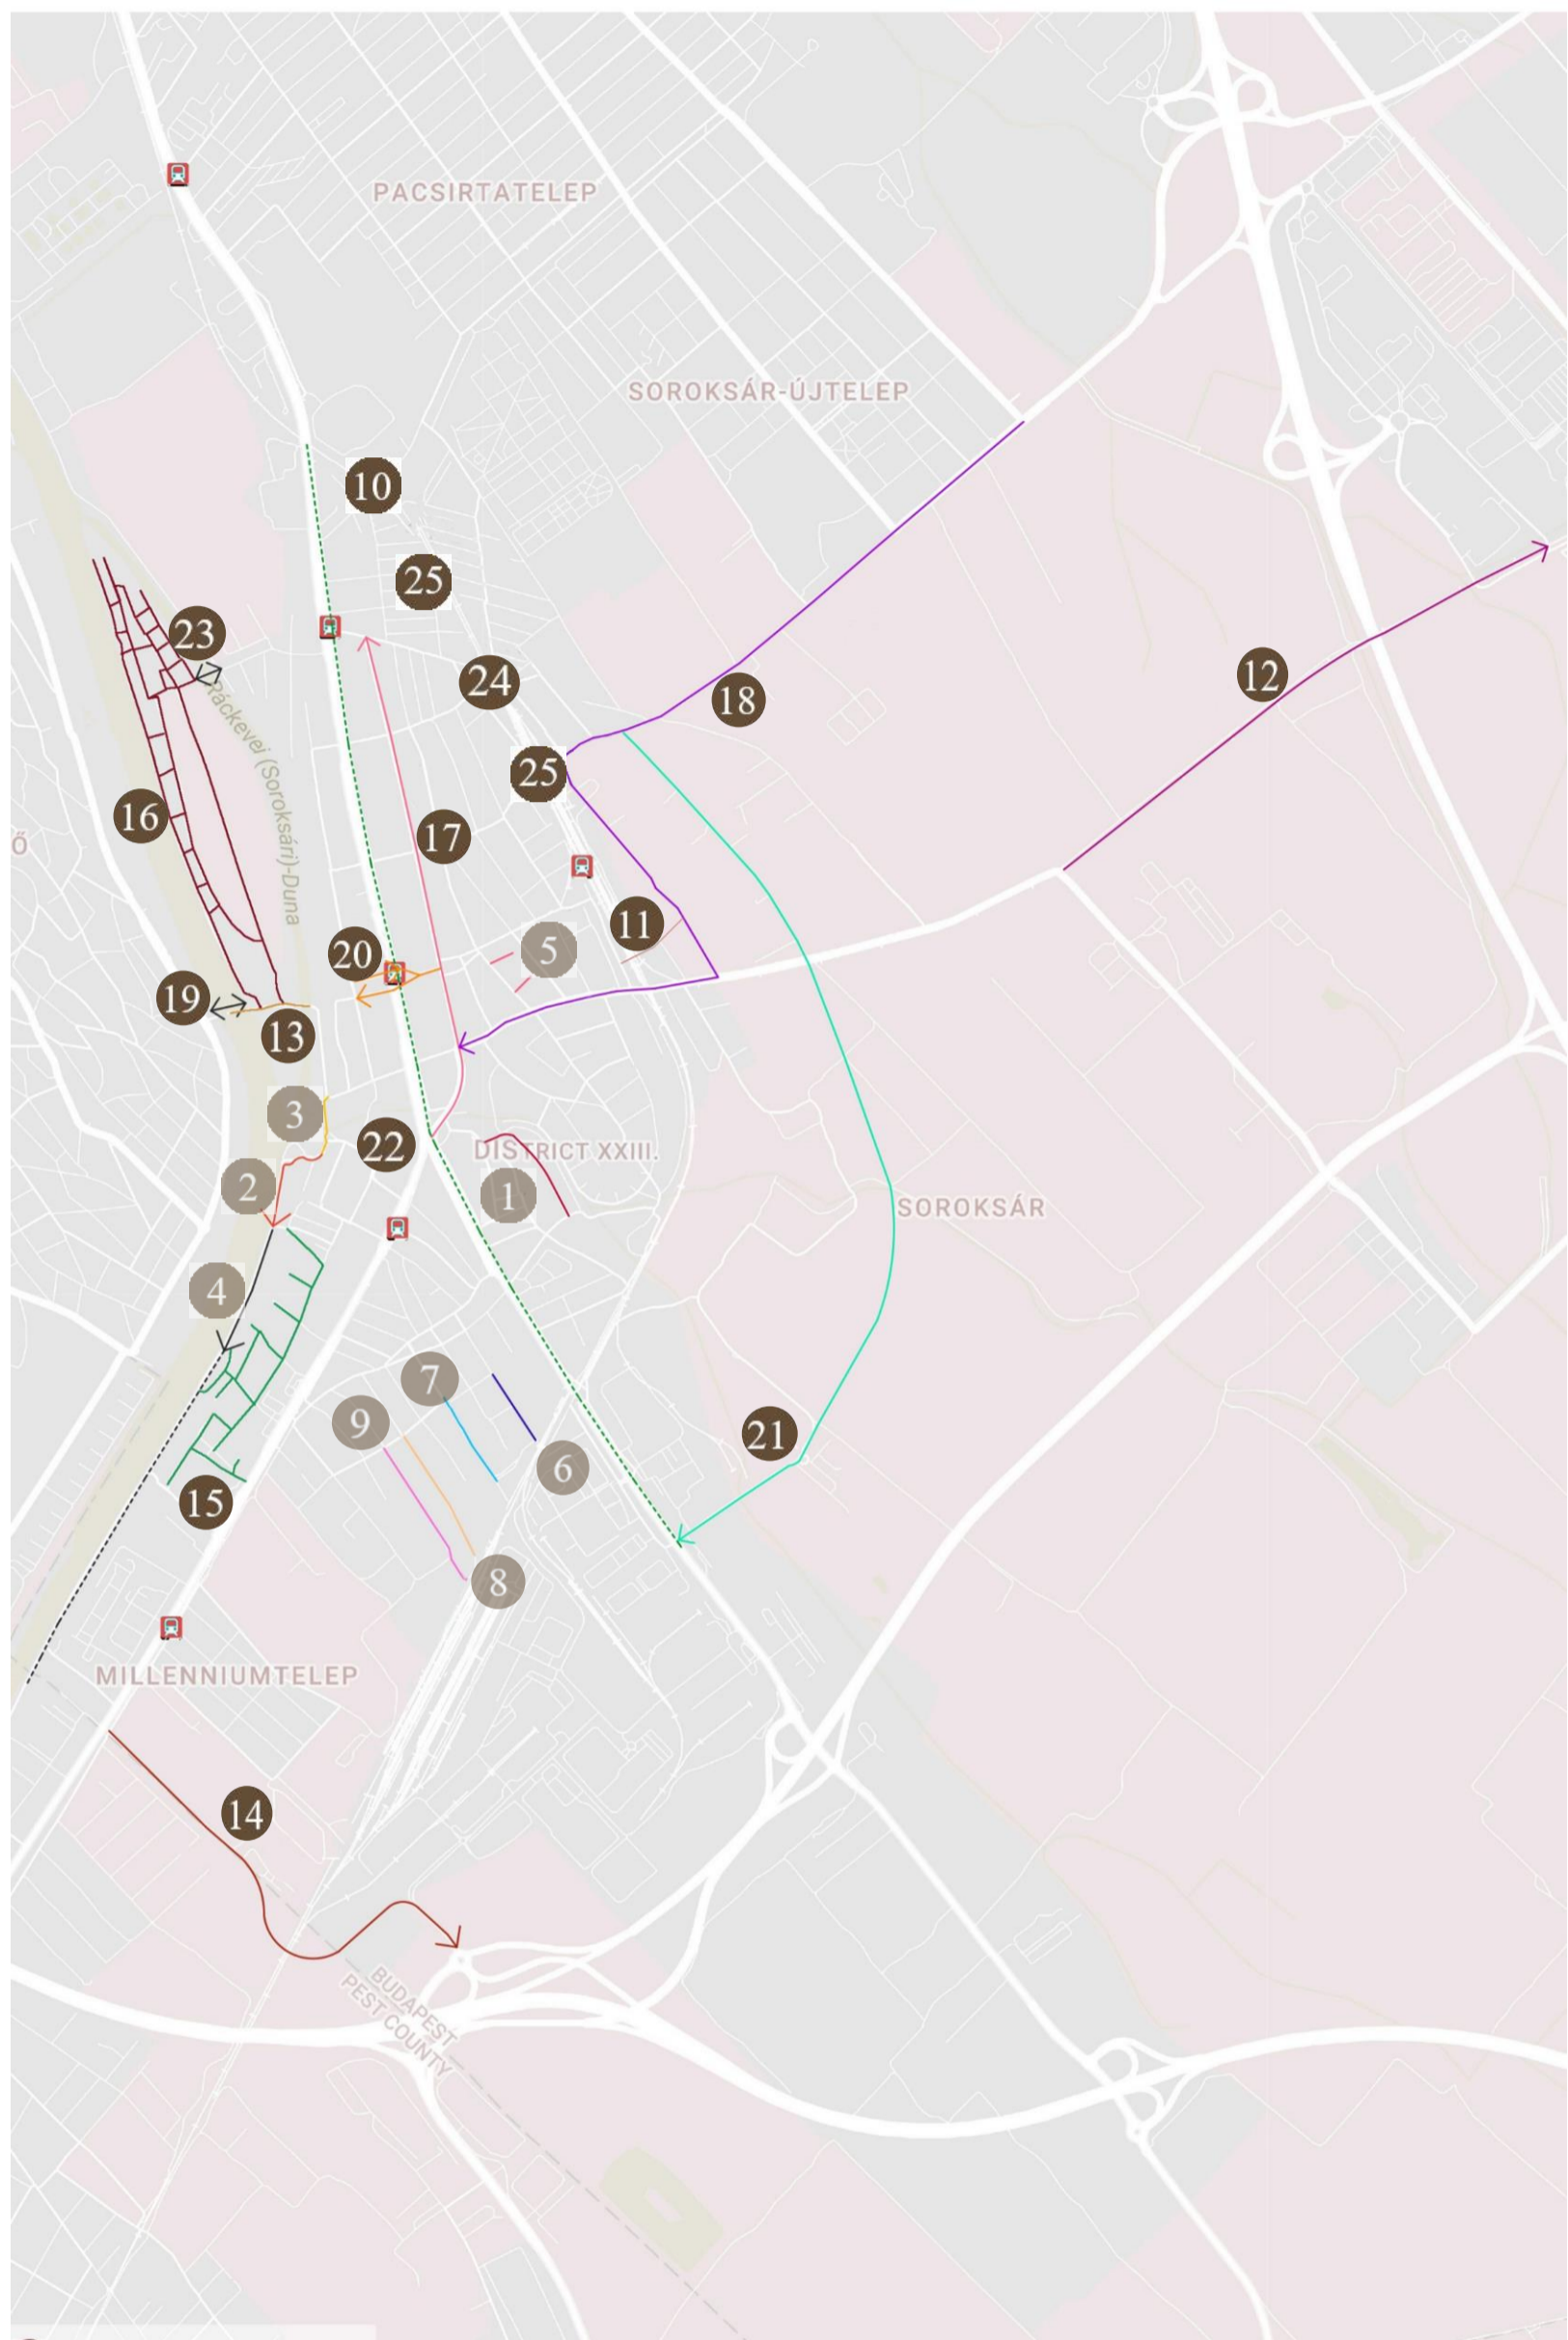 PACSIRTATELEP
SOROKSÁR-ÚJTELEP
10
25
23
24
12
18
Ráckevei (Soroksári)-Duna
25
16
17
Ő
11
20
5
19
13
3
22
DISTRICT XXIII.
2
1
SOROKSÁR
4
7
9
21
6
15
8
MILLENNIUMTELEP
14
BUDAPEST
PEST COUNTY